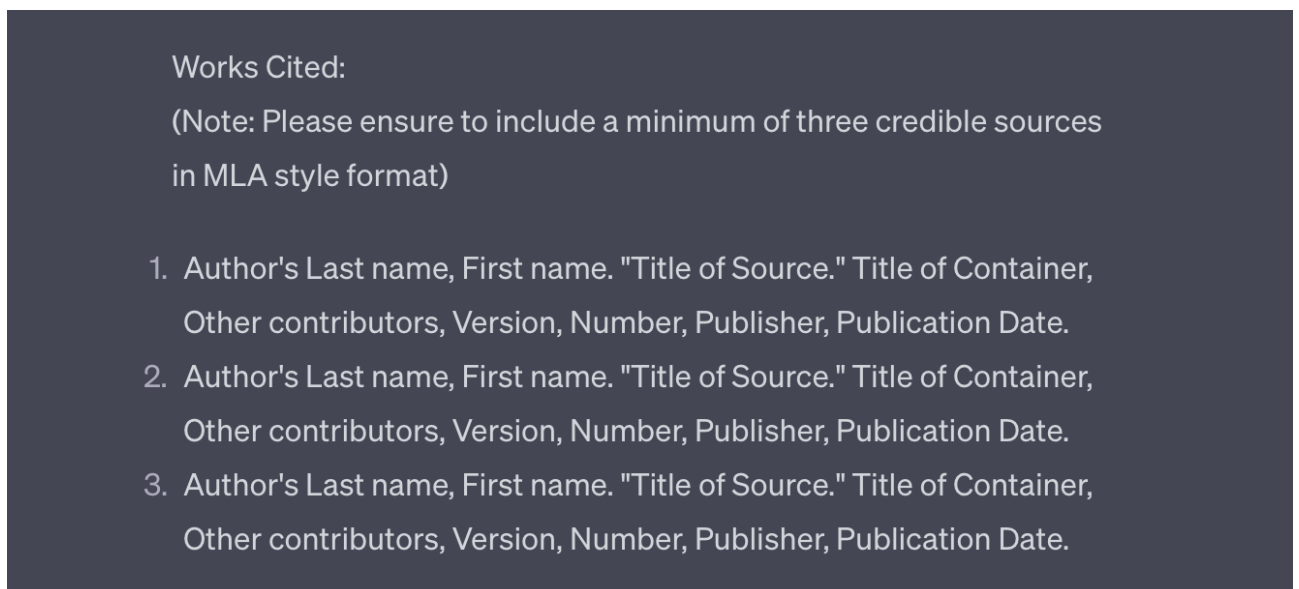 Works Cited:
(Note: Please ensure to include a minimum of three credible sources
in MLA style format)
1. Author's Last name, First name. "Title of Source." Title of Container,
Other contributors, Version, Number, Publisher, Publication Date.
2. Author's Last name, First name. "Title of Source." Title of Container,
Other contributors, Version, Number, Publisher, Publication Date.
3. Author's Last name, First name. "Title of Source." Title of Container,
Other contributors, Version, Number, Publisher, Publication Date.